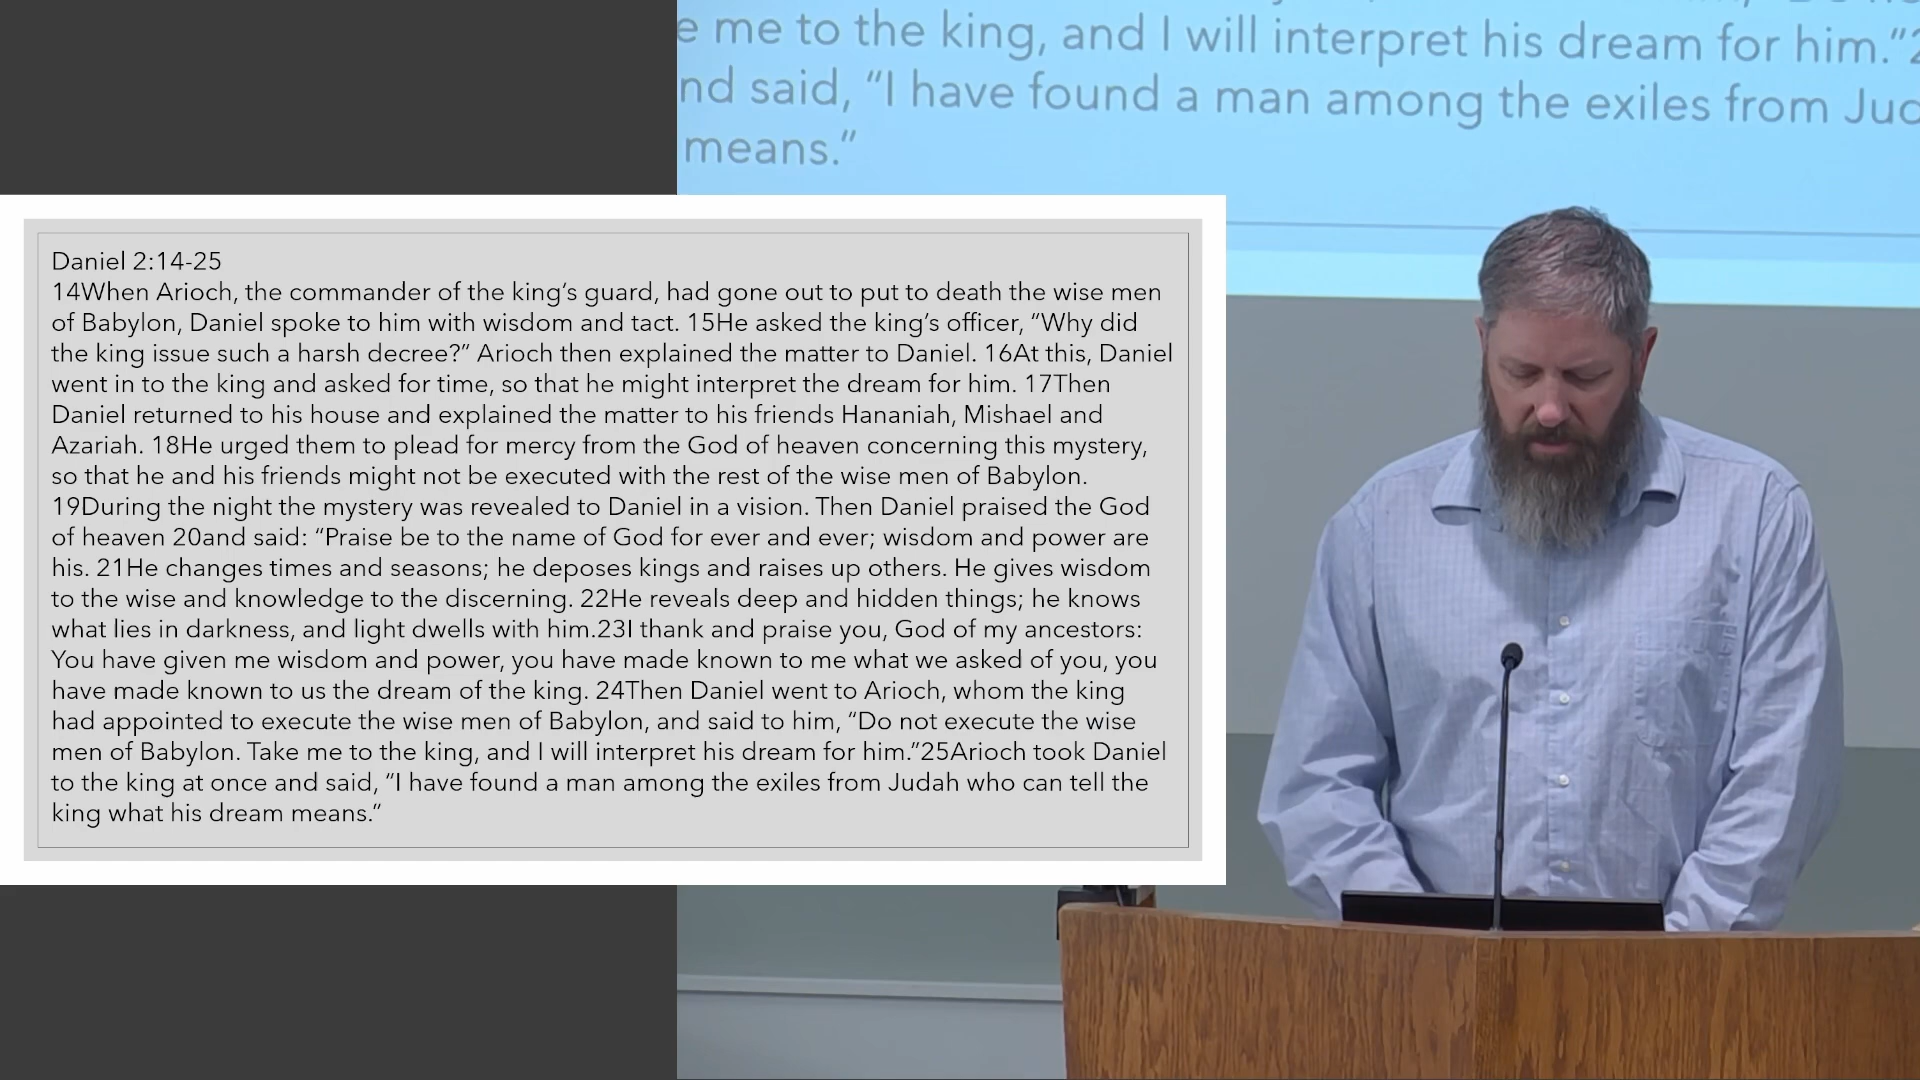 e me to the king, and I will interpret his dream for him.”2
nd said, “I have found a man among the exiles from Jud
means.”
Daniel 2:14-25
14When Arioch, the commander of the king’s guard, had gone out to put to death the wise men
of Babylon, Daniel spoke to him with wisdom and tact. 15He asked the king’s officer, “Why did
the king issue such a harsh decree?” Arioch then explained the matter to Daniel. 16At this, Daniel
went in to the king and asked for time, so that he might interpret the dream for him. 17Then
Daniel returned to his house and explained the matter to his friends Hananiah, Mishael and
Azariah. 18He urged them to plead for mercy from the God of heaven concerning this mystery,
so that he and his friends might not be executed with the rest of the wise men of Babylon.
19During the night the mystery was revealed to Daniel in a vision. Then Daniel praised the God
of heaven 20and said: “Praise be to the name of God for ever and ever; wisdom and power are
his. 21He changes times and seasons; he deposes kings and raises up others. He gives wisdom
to the wise and knowledge to the discerning. 22He reveals deep and hidden things; he knows
what lies in darkness, and light dwells with him.23I thank and praise you, God of my ancestors:
You have given me wisdom and power, you have made known to me what we asked of you, you
have made known to us the dream of the king. 24Then Daniel went to Arioch, whom the king
had appointed to execute the wise men of Babylon, and said to him, “Do not execute the wise
men of Babylon. Take me to the king, and I will interpret his dream for him.”25Arioch took Daniel
to the king at once and said, “I have found a man among the exiles from Judah who can tell the
king what his dream means.”